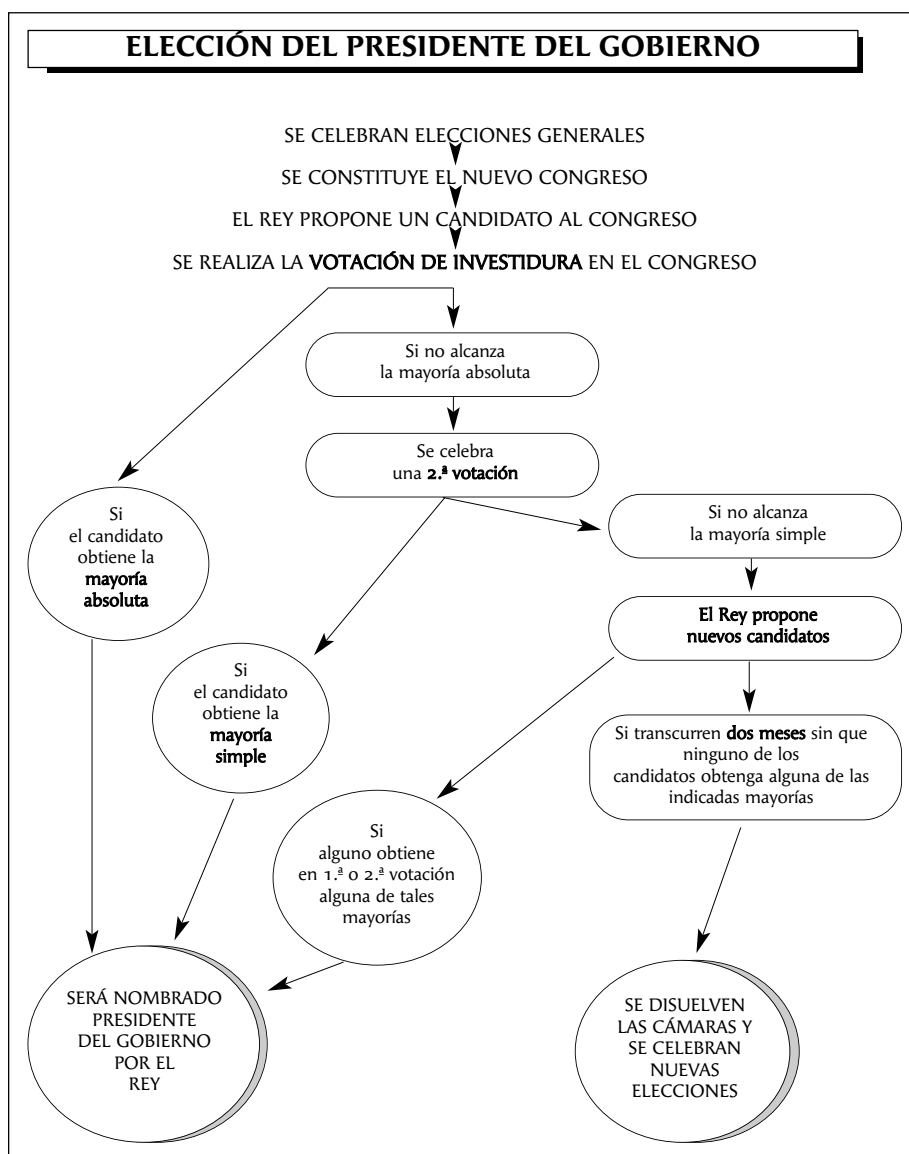 ELECCIÓN DEL PRESIDENTE DEL GOBIERNO
SE CELEBRAN ELECCIONES GENERALES
SE CONSTITUYE EL NUEVO CONGRESO
EL REY PROPONE UN CANDIDATO AL CONGRESO
SE REALIZA LA VOTACIÓN DE INVESTIDURA EN EL CONGRESO
Si no alcanza
la mayoría absoluta
Se celebra
una 2.ª votación
Si
el candidato
obtiene la
mayoría
absoluta
Si no alcanza
la mayoría simple
El Rey propone
nuevos candidatos
Si
el candidato
obtiene la
mayoría
simple
Si transcurren dos meses sin que
ninguno de los
candidatos obtenga alguna de las
indicadas mayorías
Si
alguno obtiene
en 1.ª o 2.ª votación
alguna de tales
mayorías
SERÁ NOMBRADO
PRESIDENTE
DEL GOBIERNO
POR EL
REY
SE DISUELVEN
LAS CÁMARAS Y
SE CELEBRAN
NUEVAS
ELECCIONES